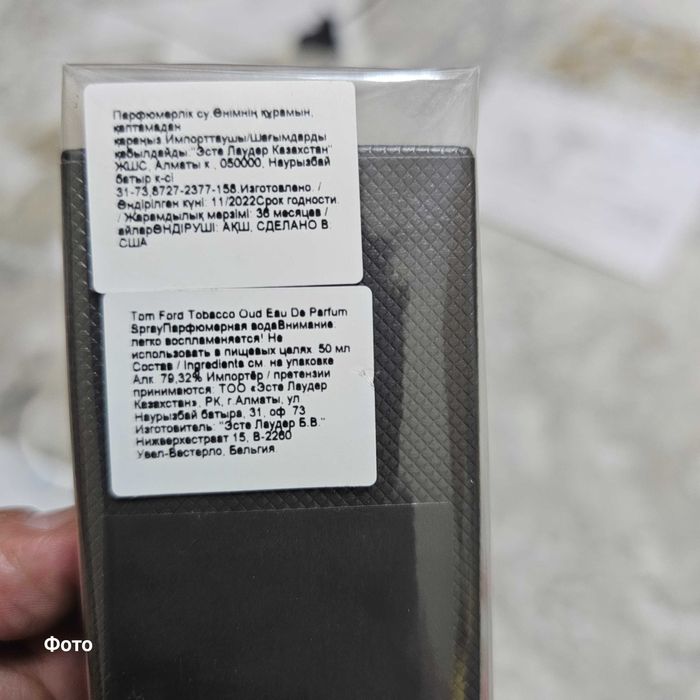 Парфюмерлік су.Өнімнің құрамын,
қаптамадан
қараңыз.Импорттаушы/Шағымдарды
қабылдайды:"Эсте Лаудер Казахстан"
ЖШС, Алматы к., 050000, Наурызбай
батыр к-сі
31-73,8727-2377-158.Изготовлено. /
Өндірілген күні: 11/2022Срок годности.
/ Жарамдылық мерзімі: 36 месяцев /
айларӨНДІРУШІ: АҚШ, СДЕЛАНО В:
США
Tom Ford Tobacco Oud Eau De Parfum
SprayПарфюмерная водаВнимание:
легко воспламеняется! Не
использовать в пищевых целях. 50 мл
Состав / Ingredients см. на упаковке
Алк. 79,32% Импортёр / претензии
принимаются: ТОО «Эсте Лаудер
Казахстан», РК, г.Алматы, ул
Наурызбай батыра, 31, оф. 73
Изготовитель: "Эсте Лаудер Б.В."
Нижверхестраат 15, В-2260
Увел-Вестерло, Бельгия
Фото